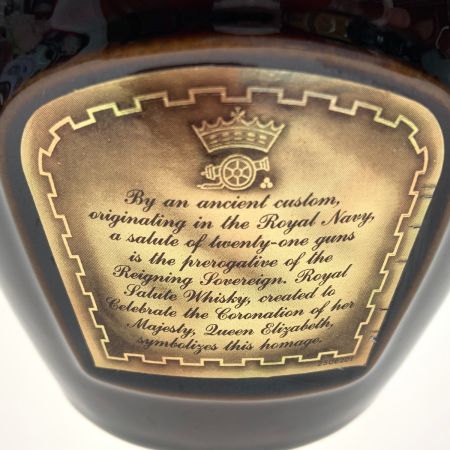 By an ancient custom,
originating in the Royal Navy,
a salute of twenty-one guns
is the prerogative of the
Reigning Sovereign. Royal
Salute Whisky, created to
Celebrate the Coronation of her
Majesty, Queen Elizabeth,
symbolizes this homage.